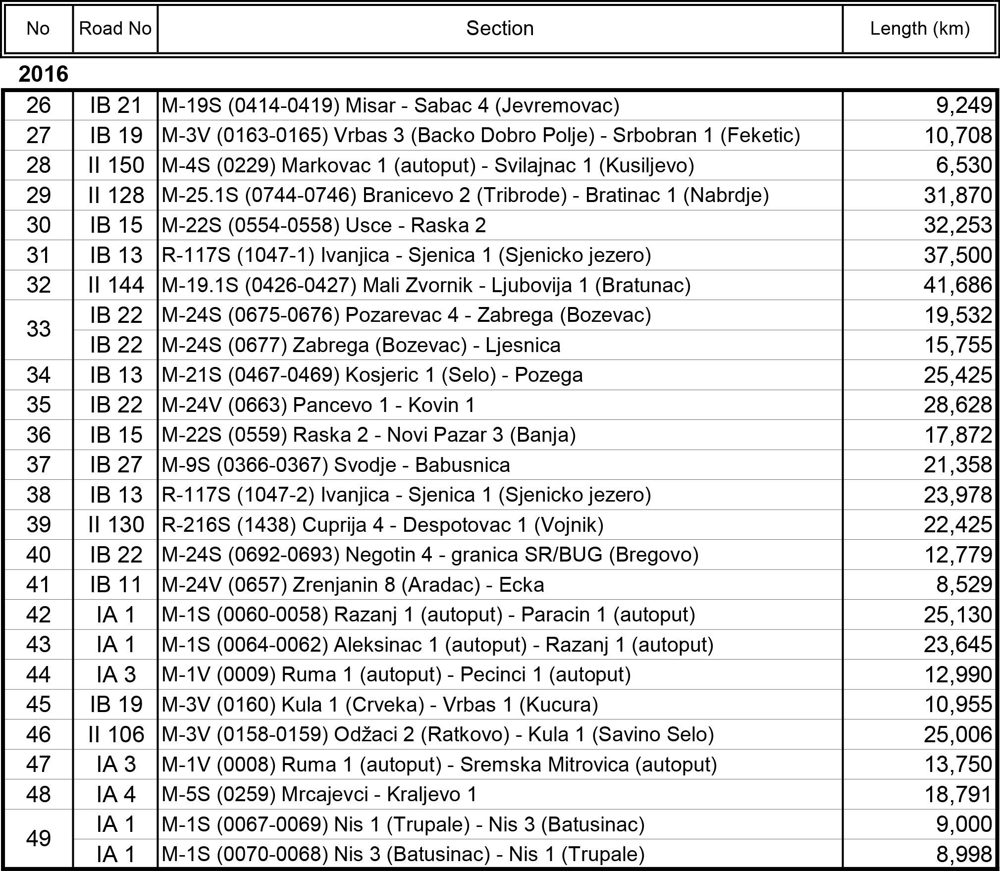 No Road No Section Length (km)
2016
26 IB 21 M-19S (0414-0419) Misar - Sabac 4 (Jevremovac) 9,249
27 IB 19 M-3V (0163-0165) Vrbas 3 (Backo Dobro Polje) - Srbobran 1 (Feketic) 10,708
28 II 150 M-4S (0229) Markovac 1 (autoput) - Svilajnac 1 (Kusiljevo) 6,530
29 II 128 M-25.1S (0744-0746) Branicevo 2 (Tribrode) - Bratinac 1 (Nabrdje) 31,870
30 IB 15 M-22S (0554-0558) Usce - Raska 2 32,253
31 IB 13 R-117S (1047-1) Ivanjica - Sjenica 1 (Sjenicko jezero) 37,500
32 II 144 M-19.1S (0426-0427) Mali Zvornik - Ljubovija 1 (Bratunac) 41,686
33 IB 22 M-24S (0675-0676) Pozarevac 4 - Zabrega (Bozevac) 19,532
IB 22 M-24S (0677) Zabrega (Bozevac) - Ljesnica 15,755
34 IB 13 M-21S (0467-0469) Kosjeric 1 (Selo) - Pozega 25,425
35 IB 22 M-24V (0663) Pancevo 1 - Kovin 1 28,628
36 IB 15 M-22S (0559) Raska 2 - Novi Pazar 3 (Banja) 17,872
37 IB 27 M-9S (0366-0367) Svodje - Babusnica 21,358
38 IB 13 R-117S (1047-2) Ivanjica - Sjenica 1 (Sjenicko jezero) 23,978
39 II 130 R-216S (1438) Cuprija 4 - Despotovac 1 (Vojnik) 22,425
40 IB 22 M-24S (0692-0693) Negotin 4 - granica SR/BUG (Bregovo) 12,779
41 IB 11 M-24V (0657) Zrenjanin 8 (Aradac) - Ecka 8,529
42 IA 1 M-1S (0060-0058) Razanj 1 (autoput) - Paracin 1 (autoput) 25,130
43 IA 1 M-1S (0064-0062) Aleksinac 1 (autoput) - Razanj 1 (autoput) 23,645
44 IA 3 M-1V (0009) Ruma 1 (autoput) - Pecinci 1 (autoput) 12,990
45 IB 19 M-3V (0160) Kula 1 (Crveka) - Vrbas 1 (Kucura) 10,955
46 II 106 M-3V (0158-0159) Odžaci 2 (Ratkovo) - Kula 1 (Savino Selo) 25,006
47 IA 3 M-1V (0008) Ruma 1 (autoput) - Sremska Mitrovica (autoput) 13,750
48 IA 4 M-5S (0259) Mrcajevci - Kraljevo 1 18,791
49 IA 1 M-1S (0067-0069) Nis 1 (Trupale) - Nis 3 (Batusinac) 9,000
IA 1 M-1S (0070-0068) Nis 3 (Batusinac) - Nis 1 (Trupale) 8,998